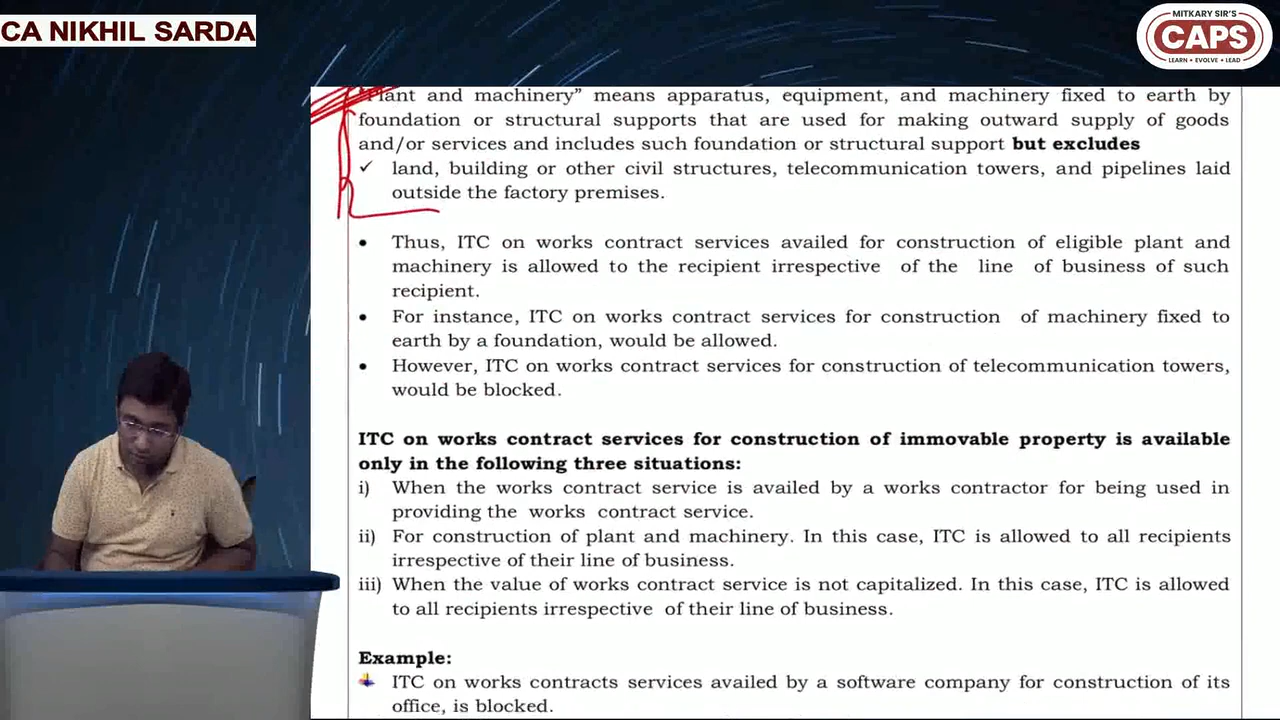 CA NIKHIL SARDA
MITKARY SIR'S
CAPS
LEARN • EVOLVE • LEAD
"Plant and machinery" means apparatus, equipment, and machinery fixed to earth by
foundation or structural supports that are used for making outward supply of goods
and/or services and includes such foundation or structural support but excludes
✓ land, building or other civil structures, telecommunication towers, and pipelines laid
outside the factory premises.
• Thus, ITC on works contract services availed for construction of eligible plant and
machinery is allowed to the recipient irrespective of the line of business of such
recipient.
• For instance, ITC on works contract services for construction of machinery fixed to
earth by a foundation, would be allowed.
• However, ITC on works contract services for construction of telecommunication towers,
would be blocked.
ITC on works contract services for construction of immovable property is available
only in the following three situations:
i) When the works contract service is availed by a works contractor for being used in
providing the works contract service.
ii) For construction of plant and machinery. In this case, ITC is allowed to all recipients
irrespective of their line of business.
iii) When the value of works contract service is not capitalized. In this case, ITC is allowed
to all recipients irrespective of their line of business.
Example:
ITC on works contracts services availed by a software company for construction of its
office, is blocked.